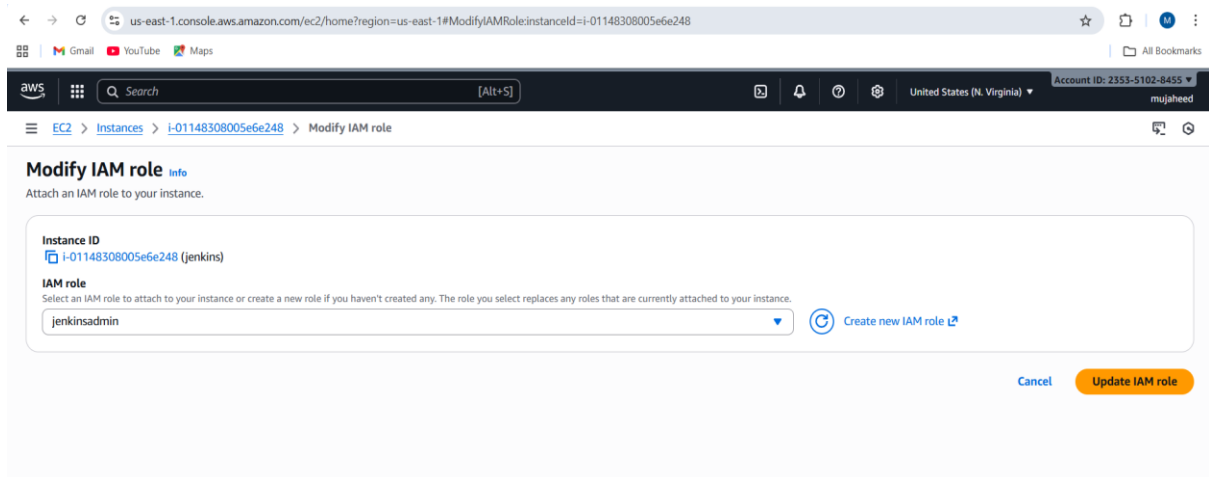 us-east-1.console.aws.amazon.com/ec2/home?region=us-east-1#ModifyIAMRole:instanceId=i-01148308005e6e248
M
Gmail YouTube Maps All Bookmarks
aws Search [Alt+S] United States (N. Virginia) Account ID: 2353-5102-8455
mujaheed
EC2 > Instances > i-01148308005e6e248 > Modify IAM role
Modify IAM role Info
Attach an IAM role to your instance.
Instance ID
i-01148308005e6e248 (jenkins)
IAM role
Select an IAM role to attach to your instance or create a new role if you haven't created any. The role you select replaces any roles that are currently attached to your instance.
jenkinsadmin Create new IAM role
Cancel Update IAM role